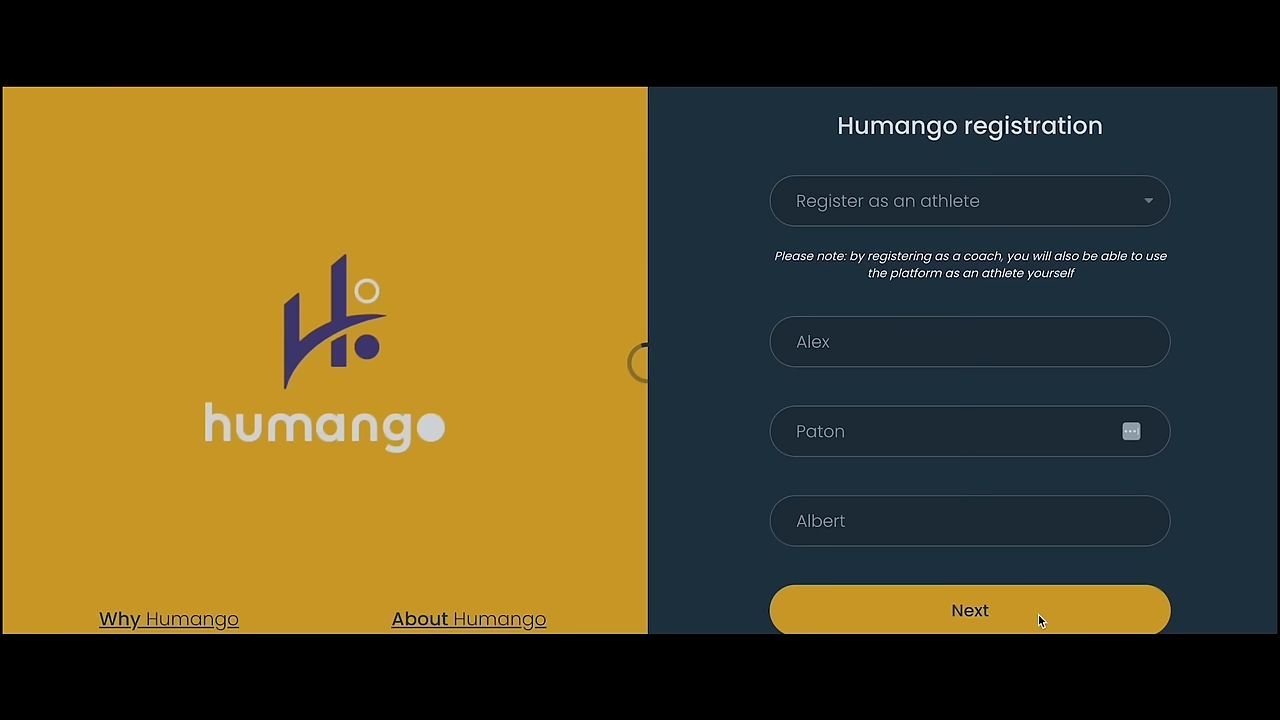 humango
Why Humango
About Humango
Humango registration
Register as an athlete
Please note: by registering as a coach, you will also be able to use
the platform as an athlete yourself
Alex
Paton
Albert
Next